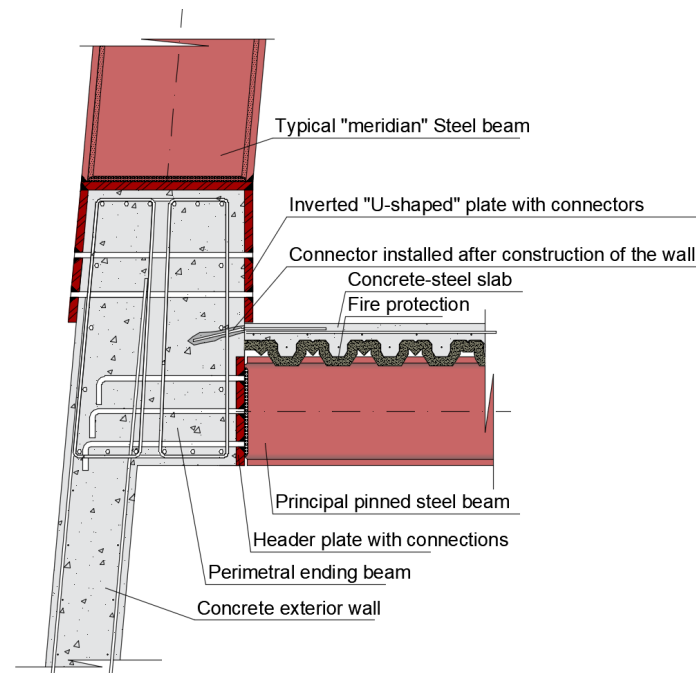 Typical "meridian" Steel beam
Inverted "U-shaped" plate with connectors
Connector installed after construction of the wall
Concrete-steel slab
Fire protection
Principal pinned steel beam
Header plate with connections
Perimetral ending beam
Concrete exterior wall